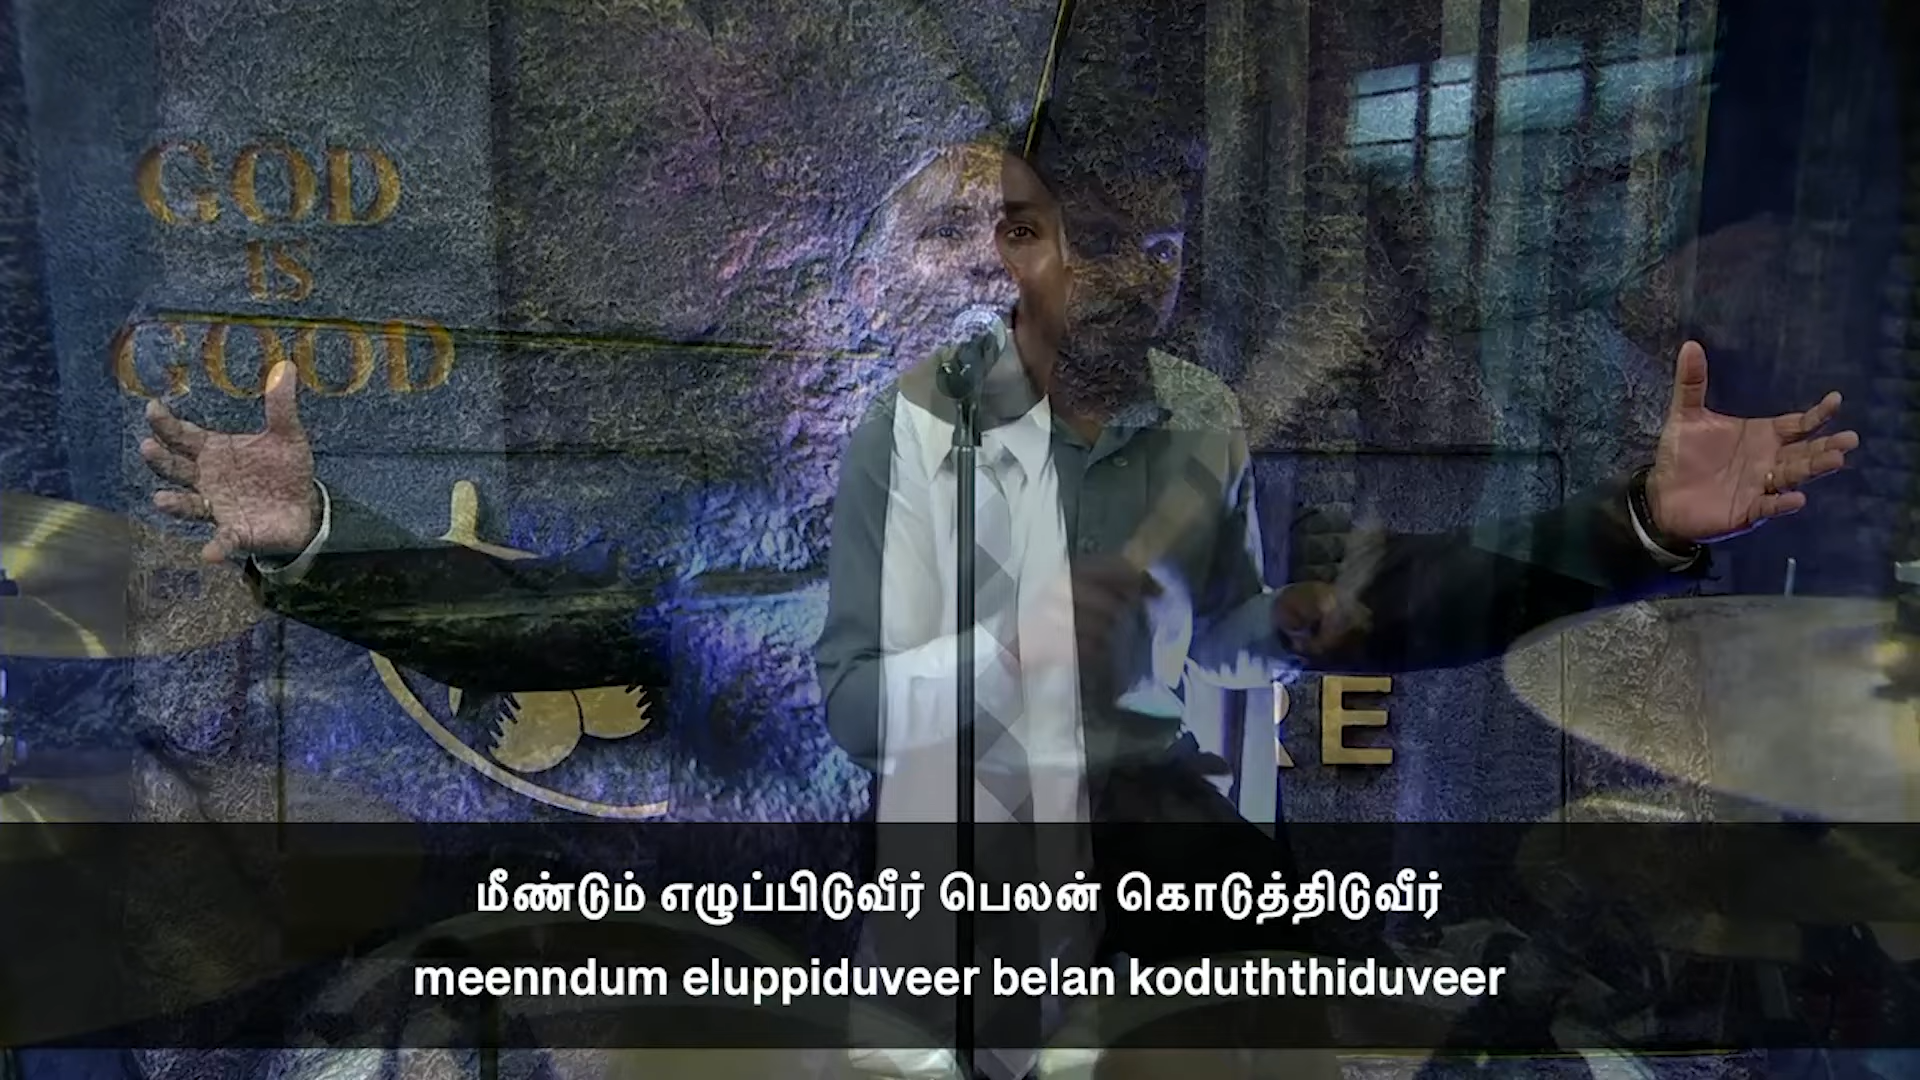 GOD
IS
GOOD
RE
மீண்டும் எழுப்பிடுவீர் பெலன் கொடுத்திடுவீர்
meenndum eluppiduveer belan koduththiduveer